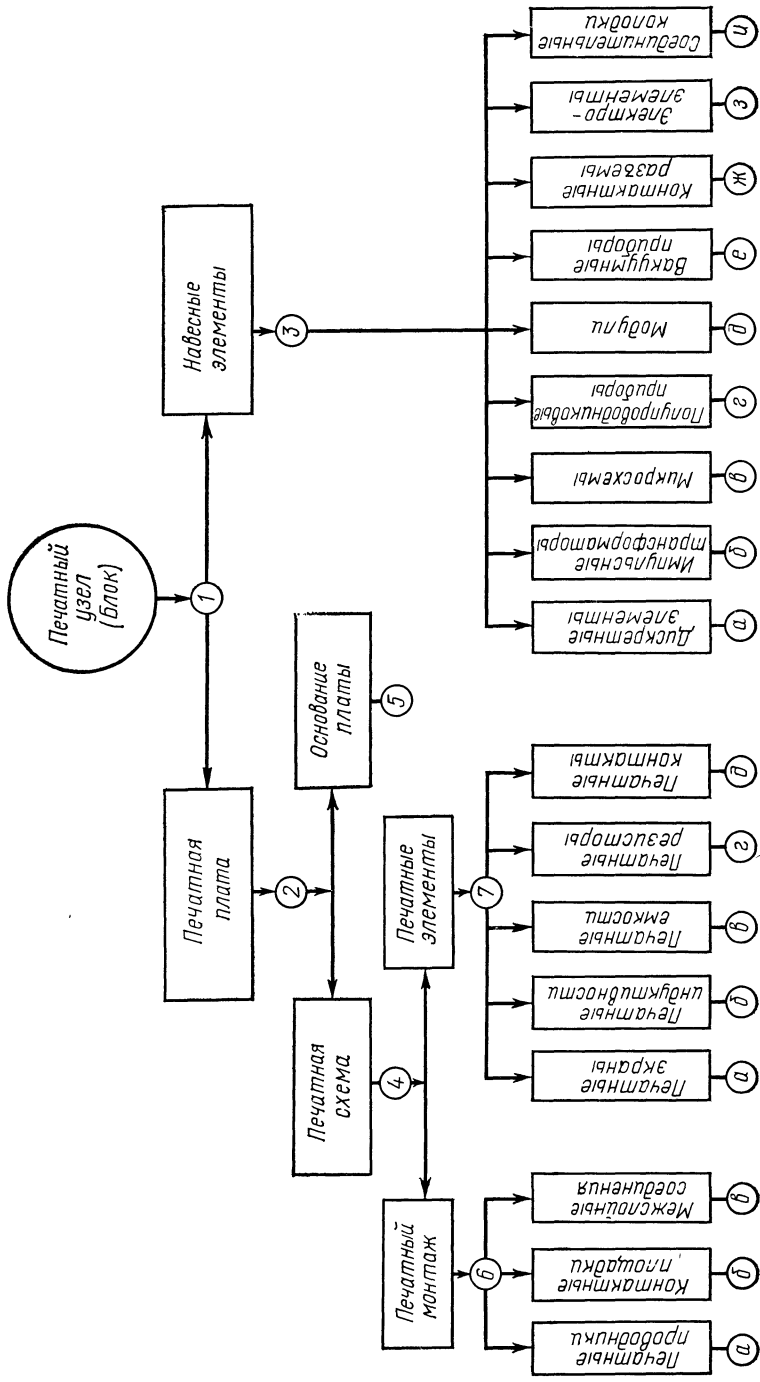 Печатный
узел
(блок)
1
Печатная
плата
Навесные
элементы
2
3
Печатная
схема
Основание
платы
4
5
Печатный
монтаж
Печатные
элементы
6
7
Печатные
проводники
Контактные
площадки
Межслойные
соединения
а
б
в
Печатные
экраны
Печатные
индуктивности
Печатные
емкости
Печатные
резисторы
Печатные
контакты
а
б
в
г
д
Дискретные
элементы
Импульсные
трансформаторы
Микросхемы
Полупроводниковые
приборы
Модули
Вакуумные
приборы
Контактные
разъемы
Электро-
элементы
Соединительные
колодки
а
б
в
г
д
е
ж
з
и